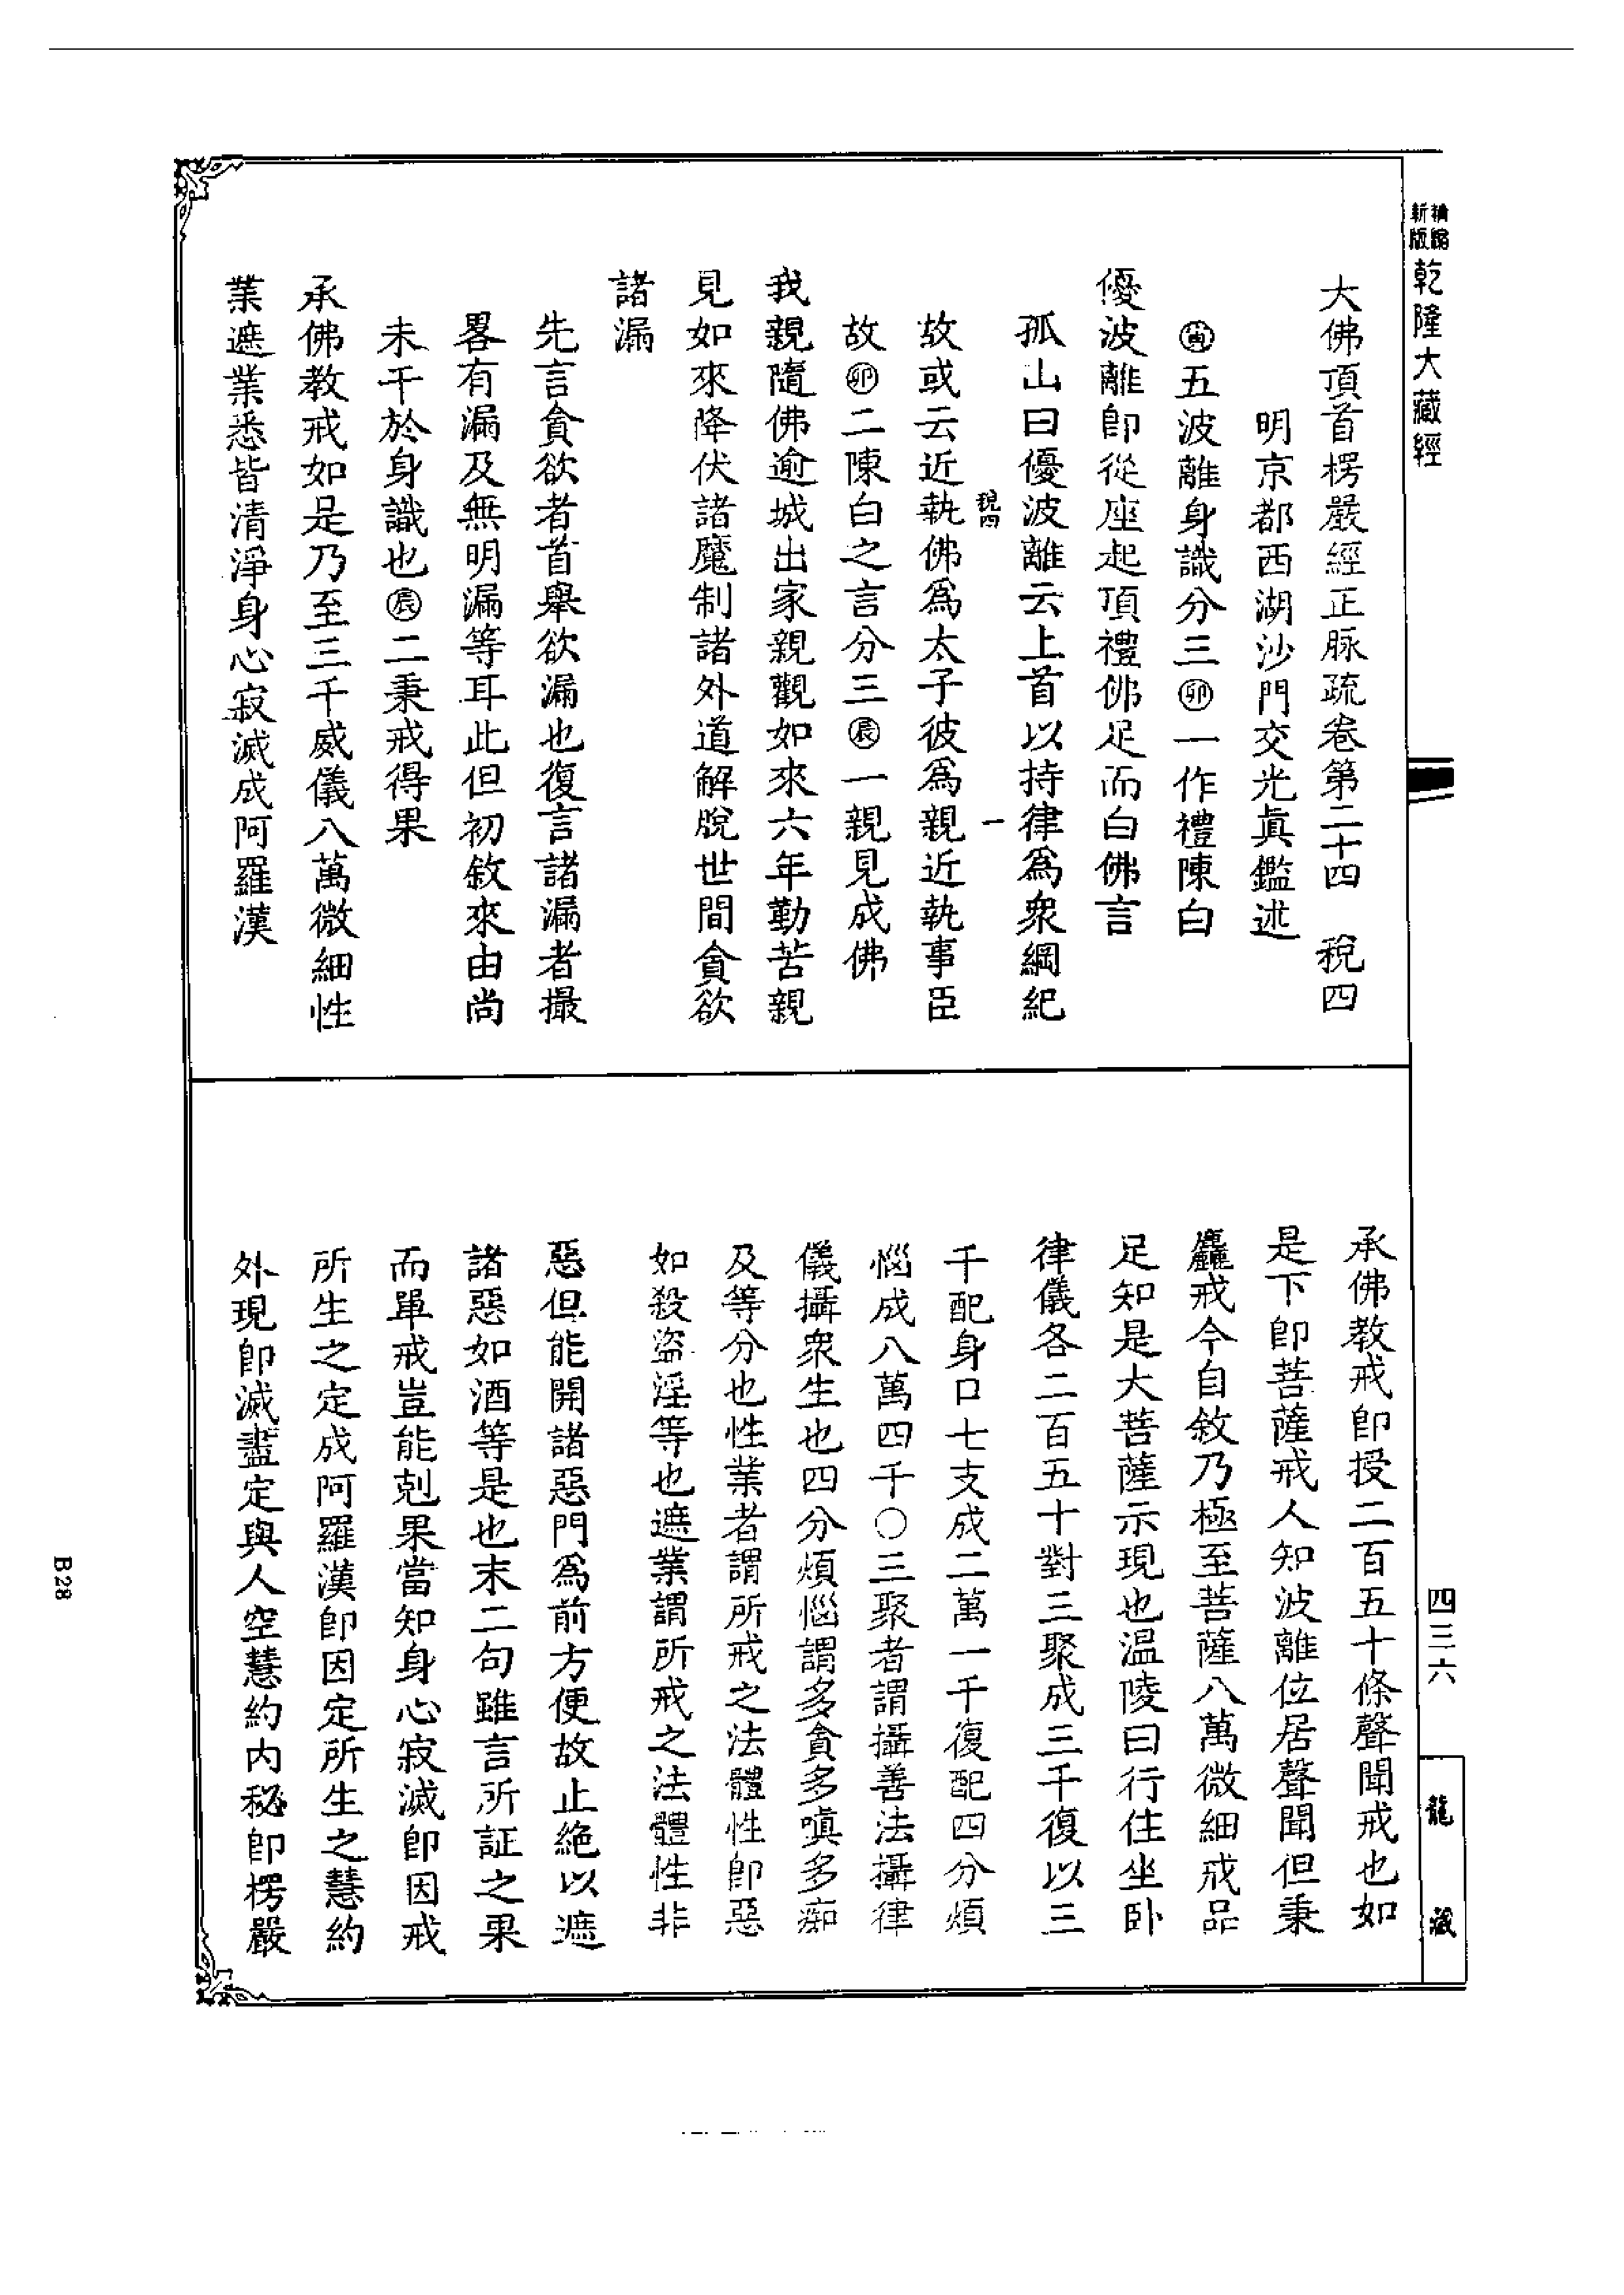 新版
精縮
乾隆大藏經
大佛頂首楞嚴經正脉疏卷第二十四　稅四
明京都西湖沙門交光眞鑑述
㊢五波離身識分三㊞一作禮陳白
優波離卽從座起頂禮佛足而白佛言
孤山曰優波離云上首以持律爲衆綱紀
稅四　一
故或云近執佛爲太子彼爲親近執事臣
故卯二陳白之言分三辰一親見成佛
我親隨佛逾城出家親觀如來六年勤苦親
見如來降伏諸魔制諸外道解脫世間貪欲
諸漏
先言貪欲者首舉欲漏也復言諸漏者撮
畧有漏及無明漏等耳此但初敘來由尚
未干於身識也辰二秉戒得果
承佛教戒如是乃至三千威儀八萬微細性
業遮業悉皆清淨身心寂滅成阿羅漢
承佛教戒卽授二百五十條聲聞戒也如
是下卽菩薩戒人知波離位居聲聞但秉
麤戒今自敘乃極至菩薩八萬微細戒品
足知是大菩薩示現也温陵曰行住坐卧
律儀各二百五十對三聚成三千復以三
千配身口七支成二萬一千復配四分煩
惱成八萬四千○三聚者謂攝善法攝律
儀攝衆生也四分煩惱謂多貪多嗔多痴
及等分也性業者謂所戒之法體性卽惡
如殺盜淫等也遮業謂所戒之法體性非
惡但能開諸惡門爲前方便故止絶以遮
諸惡如酒等是也末二句雖言所証之果
而單戒豈能剋果當知身心寂滅卽因戒
所生之定成阿羅漢卽因定所生之慧約
外現卽滅盡定與人空慧約内秘卽楞嚴
四三六
龍藏
B28